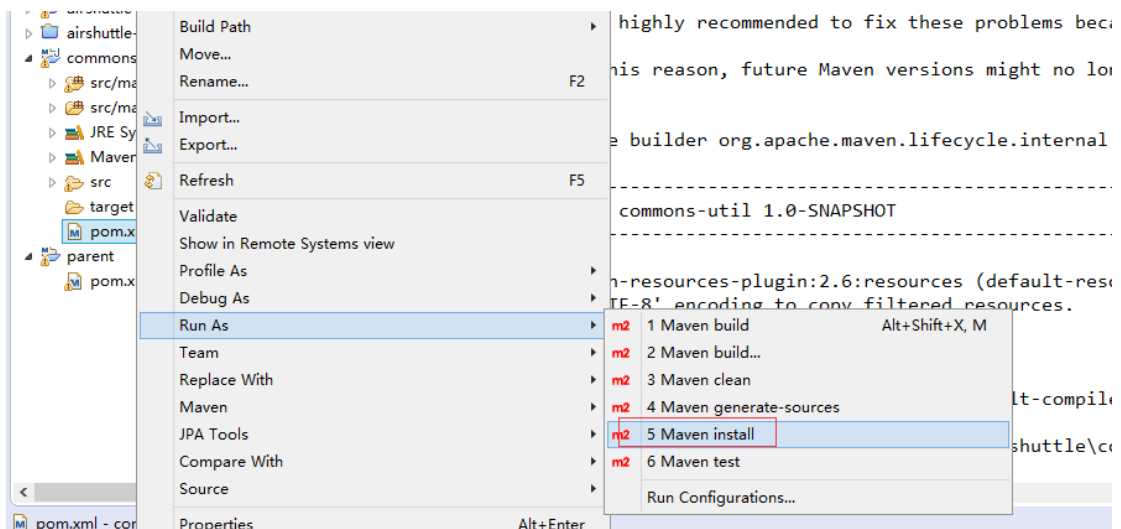 airshuttle-
commons
src/ma
src/ma
JRE Sy
Maven
src
target
pom.x
parent
pom.x
pom.xml - cor
Build Path
Move...
Rename... F2
Import...
Export...
Refresh F5
Validate
Show in Remote Systems view
Profile As
Debug As
Run As
Team
Replace With
Maven
JPA Tools
Compare With
Source
Properties Alt+Enter
m2 1 Maven build Alt+Shift+X, M
m2 2 Maven build...
m2 3 Maven clean
m2 4 Maven generate-sources
m2 5 Maven install
m2 6 Maven test
Run Configurations...
highly recommended to fix these problems beca
his reason, future Maven versions might no lon
e builder org.apache.maven.lifecycle.internal
commons-util 1.0-SNAPSHOT
n-resources-plugin:2.6:resources (default-reso
TF-8' encoding to copy filtered resources.
lt-compile
shuttle\co